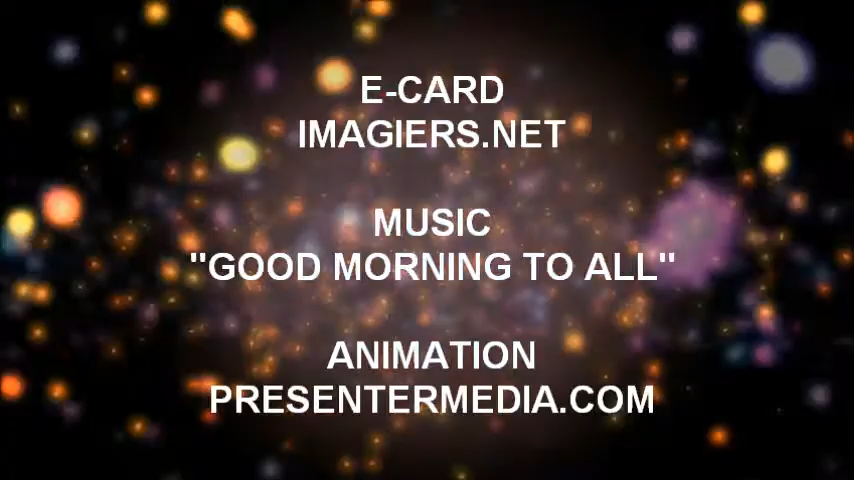 E-CARD
IMAGIERS.NET
MUSIC
"GOOD MORNING TO ALL"
ANIMATION
PRESENTERMEDIA.COM